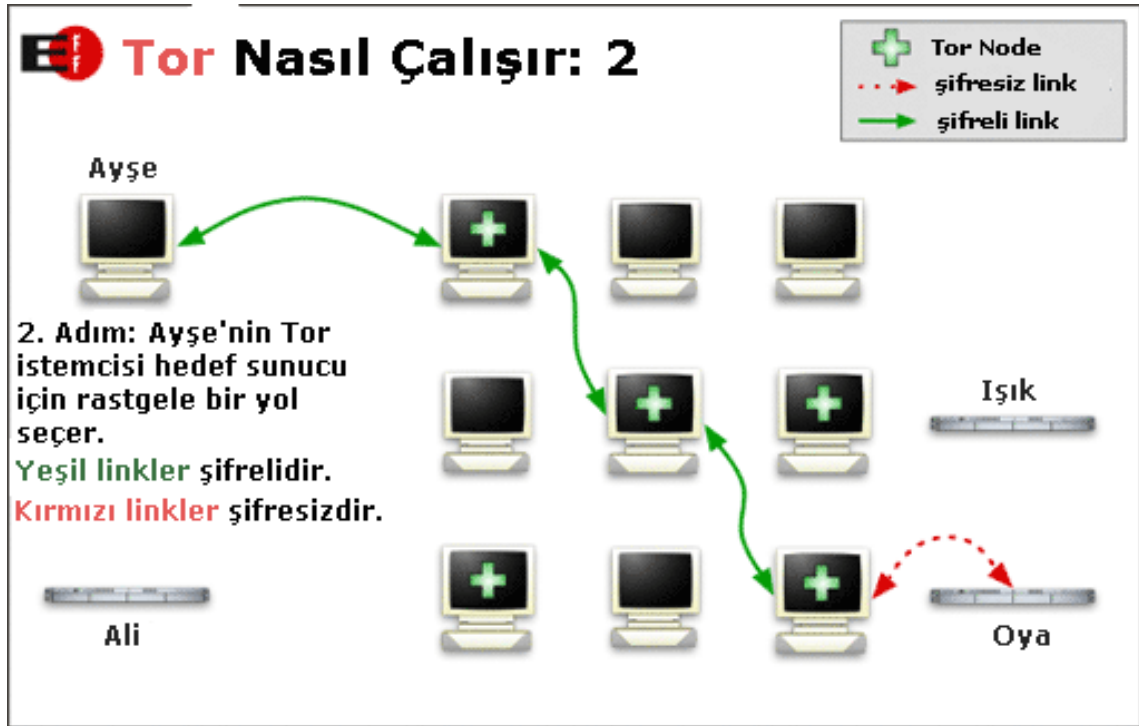 E f f Tor Nasıl Çalışır: 2
Tor Node
şifresiz link
şifreli link
Ayşe
2. Adım: Ayşe'nin Tor
istemcisi hedef sunucu
için rastgele bir yol
seçer.
Yeşil linkler şifrelidir.
Kırmızı linkler şifresizdir.
Işık
Ali
Oya